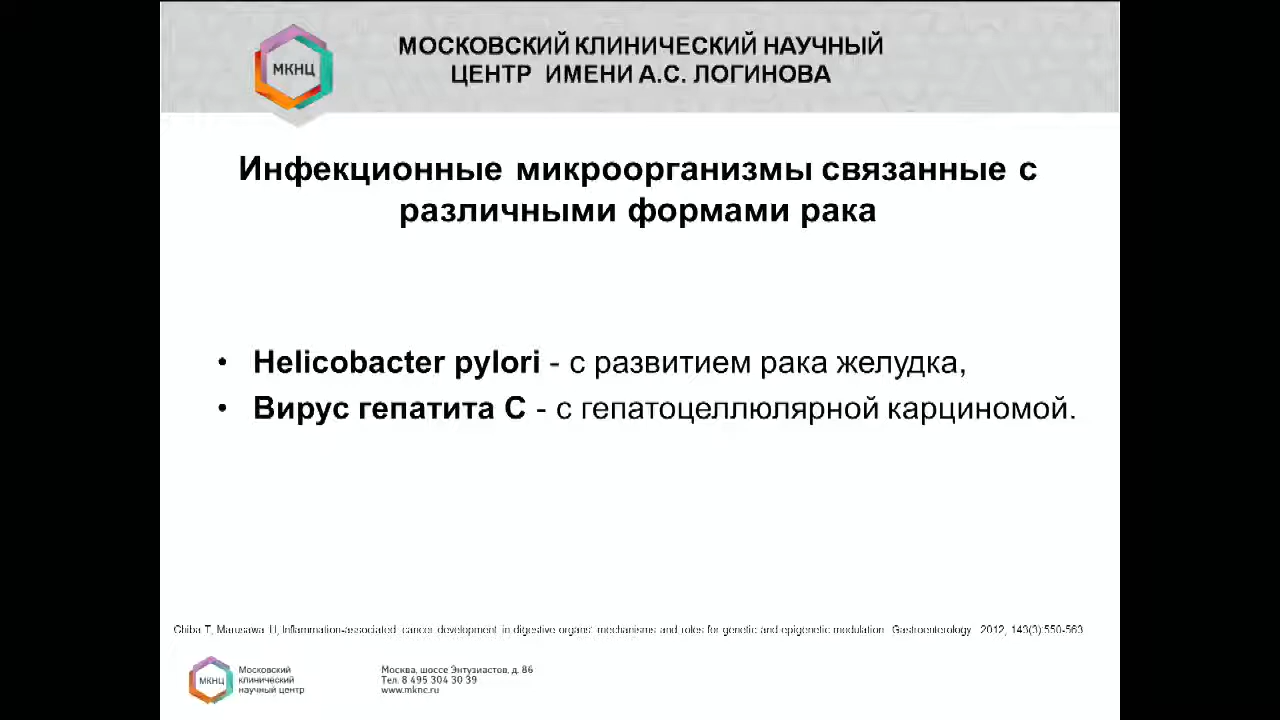 МКНЦ
МОСКОВСКИЙ КЛИНИЧЕСКИЙ НАУЧНЫЙ
ЦЕНТР ИМЕНИ А.С. ЛОГИНОВА
Инфекционные микроорганизмы связанные с
различными формами рака
• Helicobacter pylori - с развитием рака желудка,
• Вирус гепатита С - с гепатоцеллюлярной карциномой.
Chiba T, Marusawa H, Inflammation-associated cancer development in digestive organs: mechanisms and roles for genetic and epigenetic modulation. Gastroenterology. 2012, 143(3):550-563
МКНЦ
Московский
клинический
научный центр
Москва, шоссе Энтузиастов, д. 86
Тел. 8 495 304 30 39
www.mknc.ru